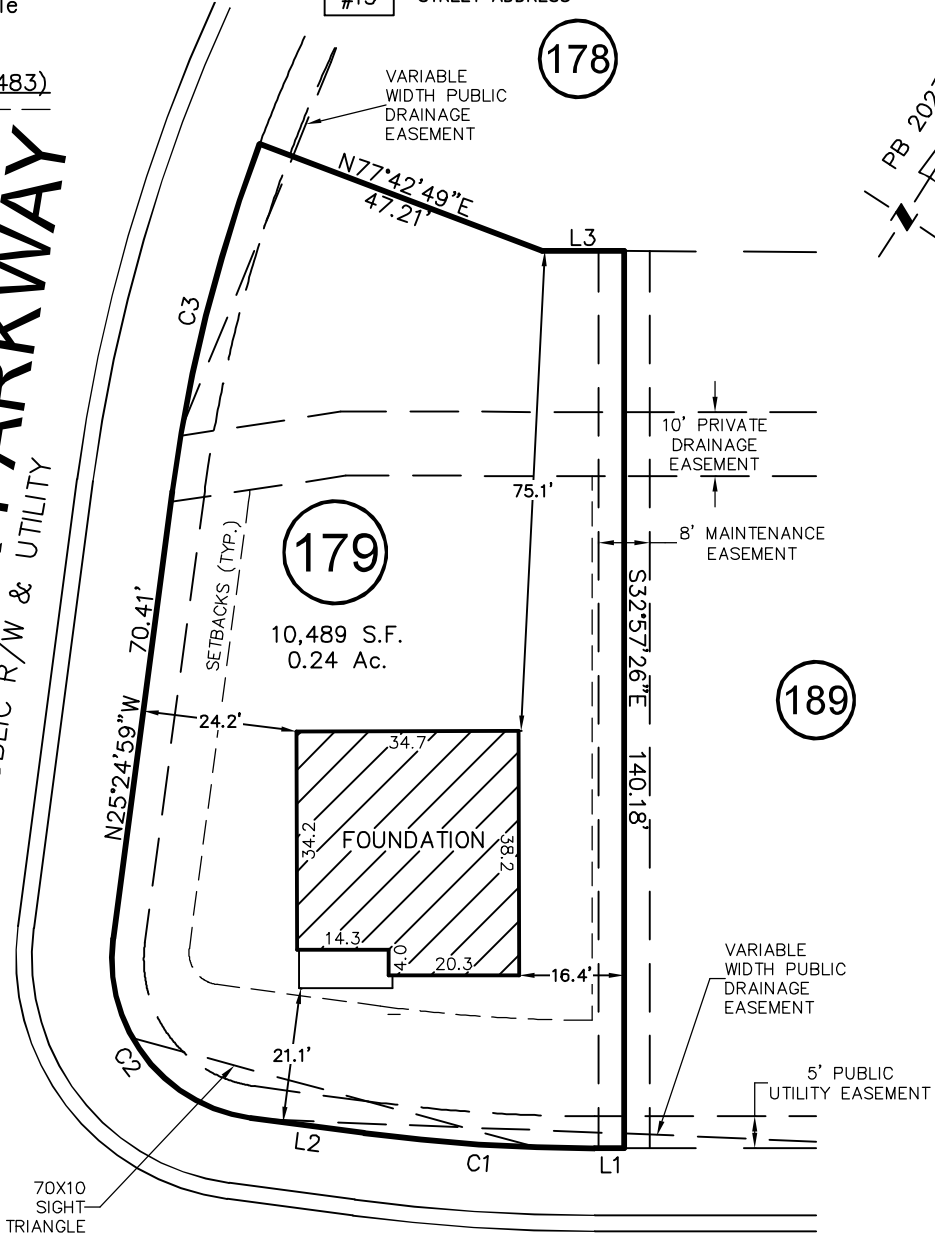 #15
178
483)
VARIABLE
WIDTH PUBLIC
DRAINAGE
EASEMENT
PB 202
PARKWAY
N77°42'49"E
47.21'
L3
C3
10' PRIVATE
DRAINAGE
EASEMENT
75.1'
8' MAINTENANCE
EASEMENT
179
10,489 S.F.
0.24 Ac.
SETBACKS (TYP.)
BLIC R/W & UTILITY
70.41'
N25°24'59"W
S32°57'26"E
140.18'
189
24.2'
34.7
34.2
FOUNDATION
38.2
14.3
4.0
20.3
16.4'
VARIABLE
WIDTH PUBLIC
DRAINAGE
EASEMENT
21.1'
C2
5' PUBLIC
UTILITY EASEMENT
L2
C1
L1
70X10
SIGHT
TRIANGLE